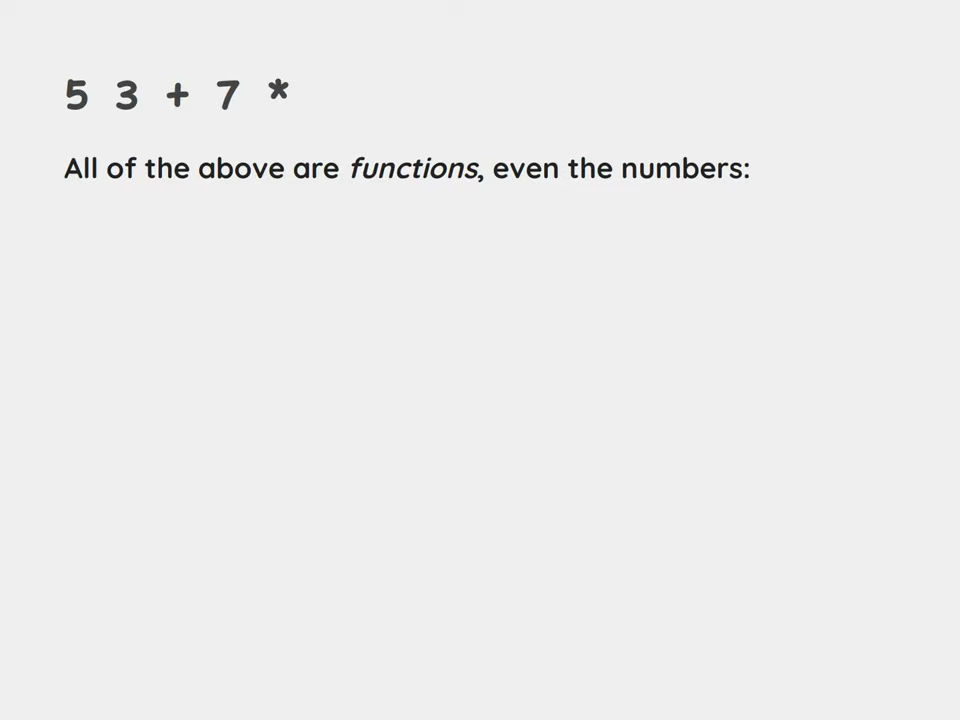 5 3 + 7 *
All of the above are functions, even the numbers: